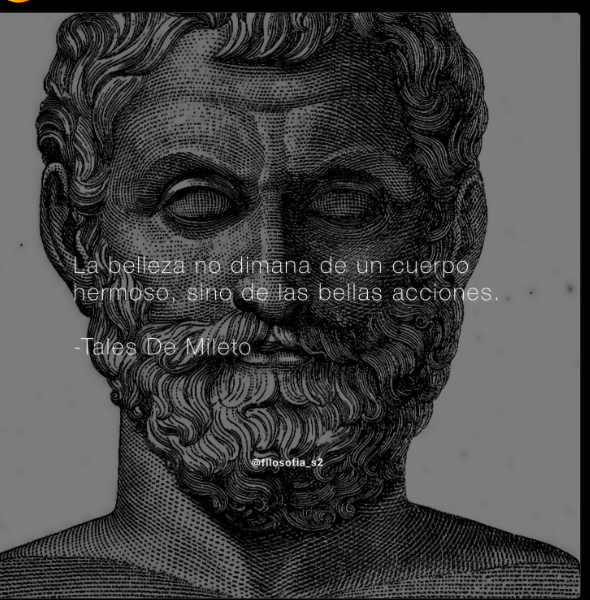 La belleza no dimana de un cuerpo
hermoso, sino de las bellas acciones.
-Tales De Mileto
@filosofia_s2